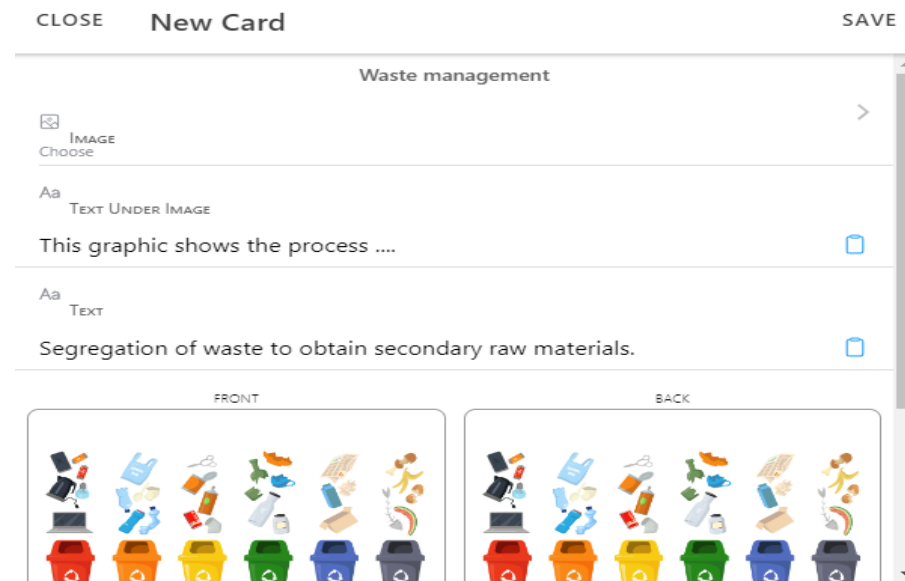 CLOSE New Card SAVE
Waste management
IMAGE
Choose
Aa
TEXT UNDER IMAGE
This graphic shows the process ....
Aa
TEXT
Segregation of waste to obtain secondary raw materials.
FRONT BACK